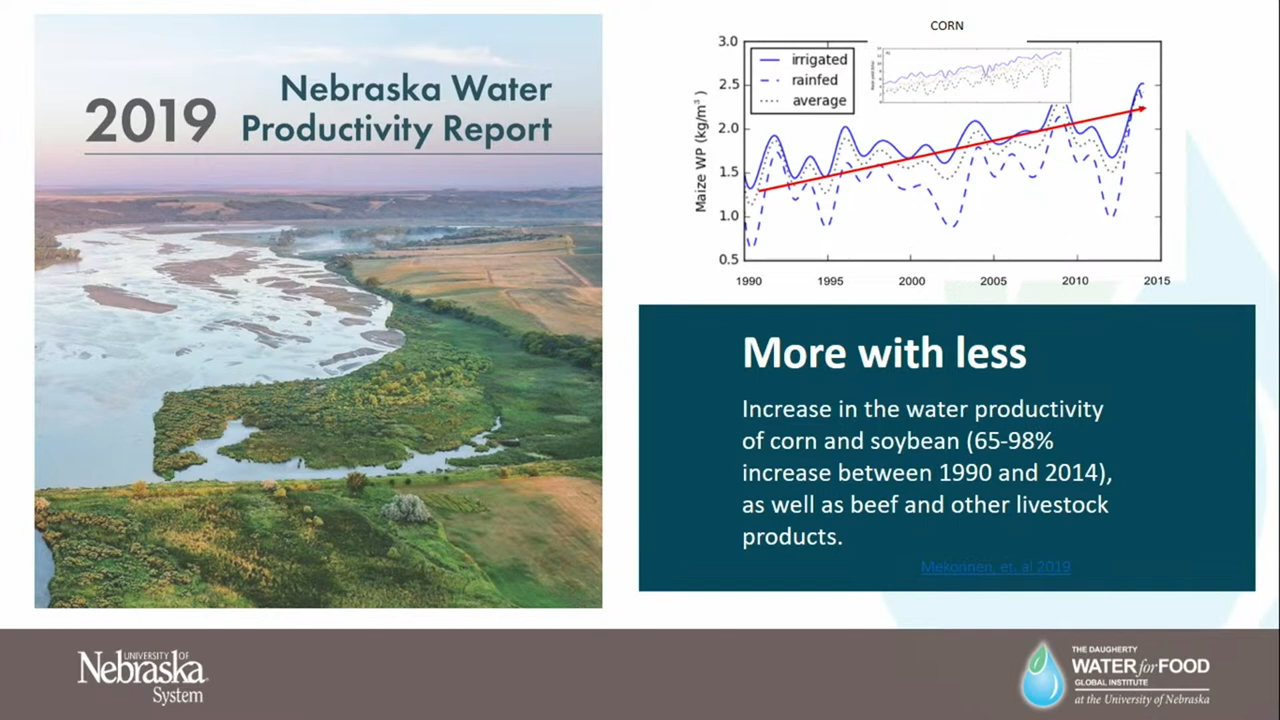 2019
Nebraska Water
Productivity Report
CORN
3.0
2.5
2.0
1.5
1.0
0.5
Maize WP (kg/m³)
irrigated
rainfed
average
1990
1995
2000
2005
2010
2015
More with less
Increase in the water productivity
of corn and soybean (65-98%
increase between 1990 and 2014),
as well as beef and other livestock
products.
Mekonnen, et. al 2019
UNIVERSITY OF
Nebraska
System
THE DAUGHERTY
WATER for FOOD
GLOBAL INSTITUTE
at the University of Nebraska